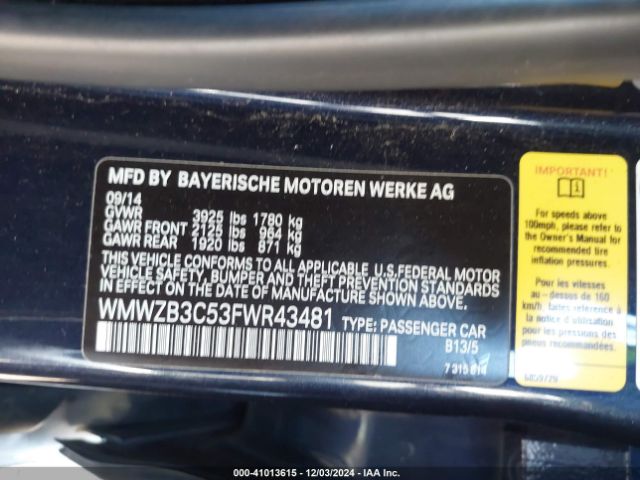 MFD BY BAYERISCHE MOTOREN WERKE AG
09/14
GVWR 3925 lbs 1780 kg
GAWR FRONT 2125 lbs 964 kg
GAWR REAR 1920 lbs 871 kg
THIS VEHICLE CONFORMS TO ALL APPLICABLE U.S. FEDERAL MOTOR
VEHICLE SAFETY, BUMPER AND THEFT PREVENTION STANDARDS
IN EFFECT ON THE DATE OF MANUFACTURE SHOWN ABOVE.
WMWZB3C53FWR43481 TYPE: PASSENGER CAR
B13/5
IMPORTANT!
For speeds above
100mph, please refer to
the Owner's Manual for
recommended tire
inflation pressures.
Pour les vitesses
au - dessus de 160
km/h, faites référence à
votre livret de bord
pour les pressions des
pneus recommandées.
000-41013615 • 12/03/2024 • IAA Inc.